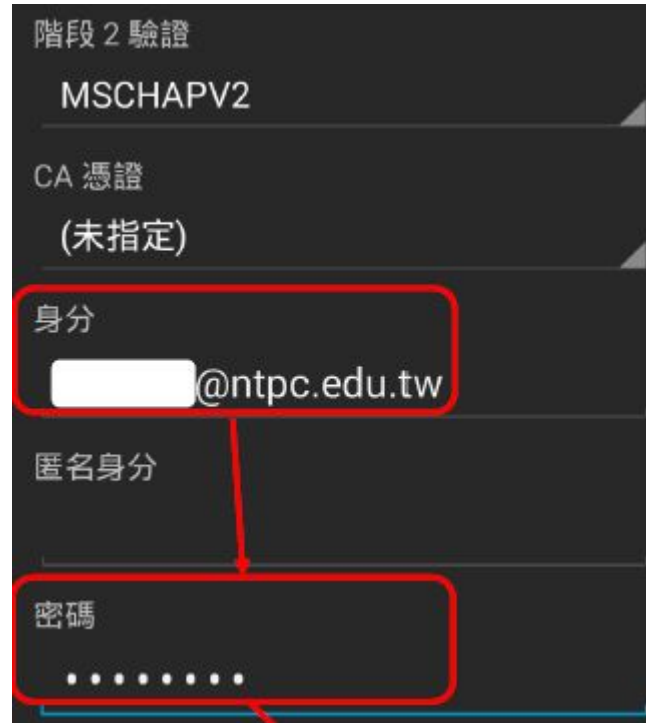 階段 2 驗證
MSCHAPV2
CA 憑證
(未指定)
身分
@ntpc.edu.tw
匿名身分
密碼
••••••••